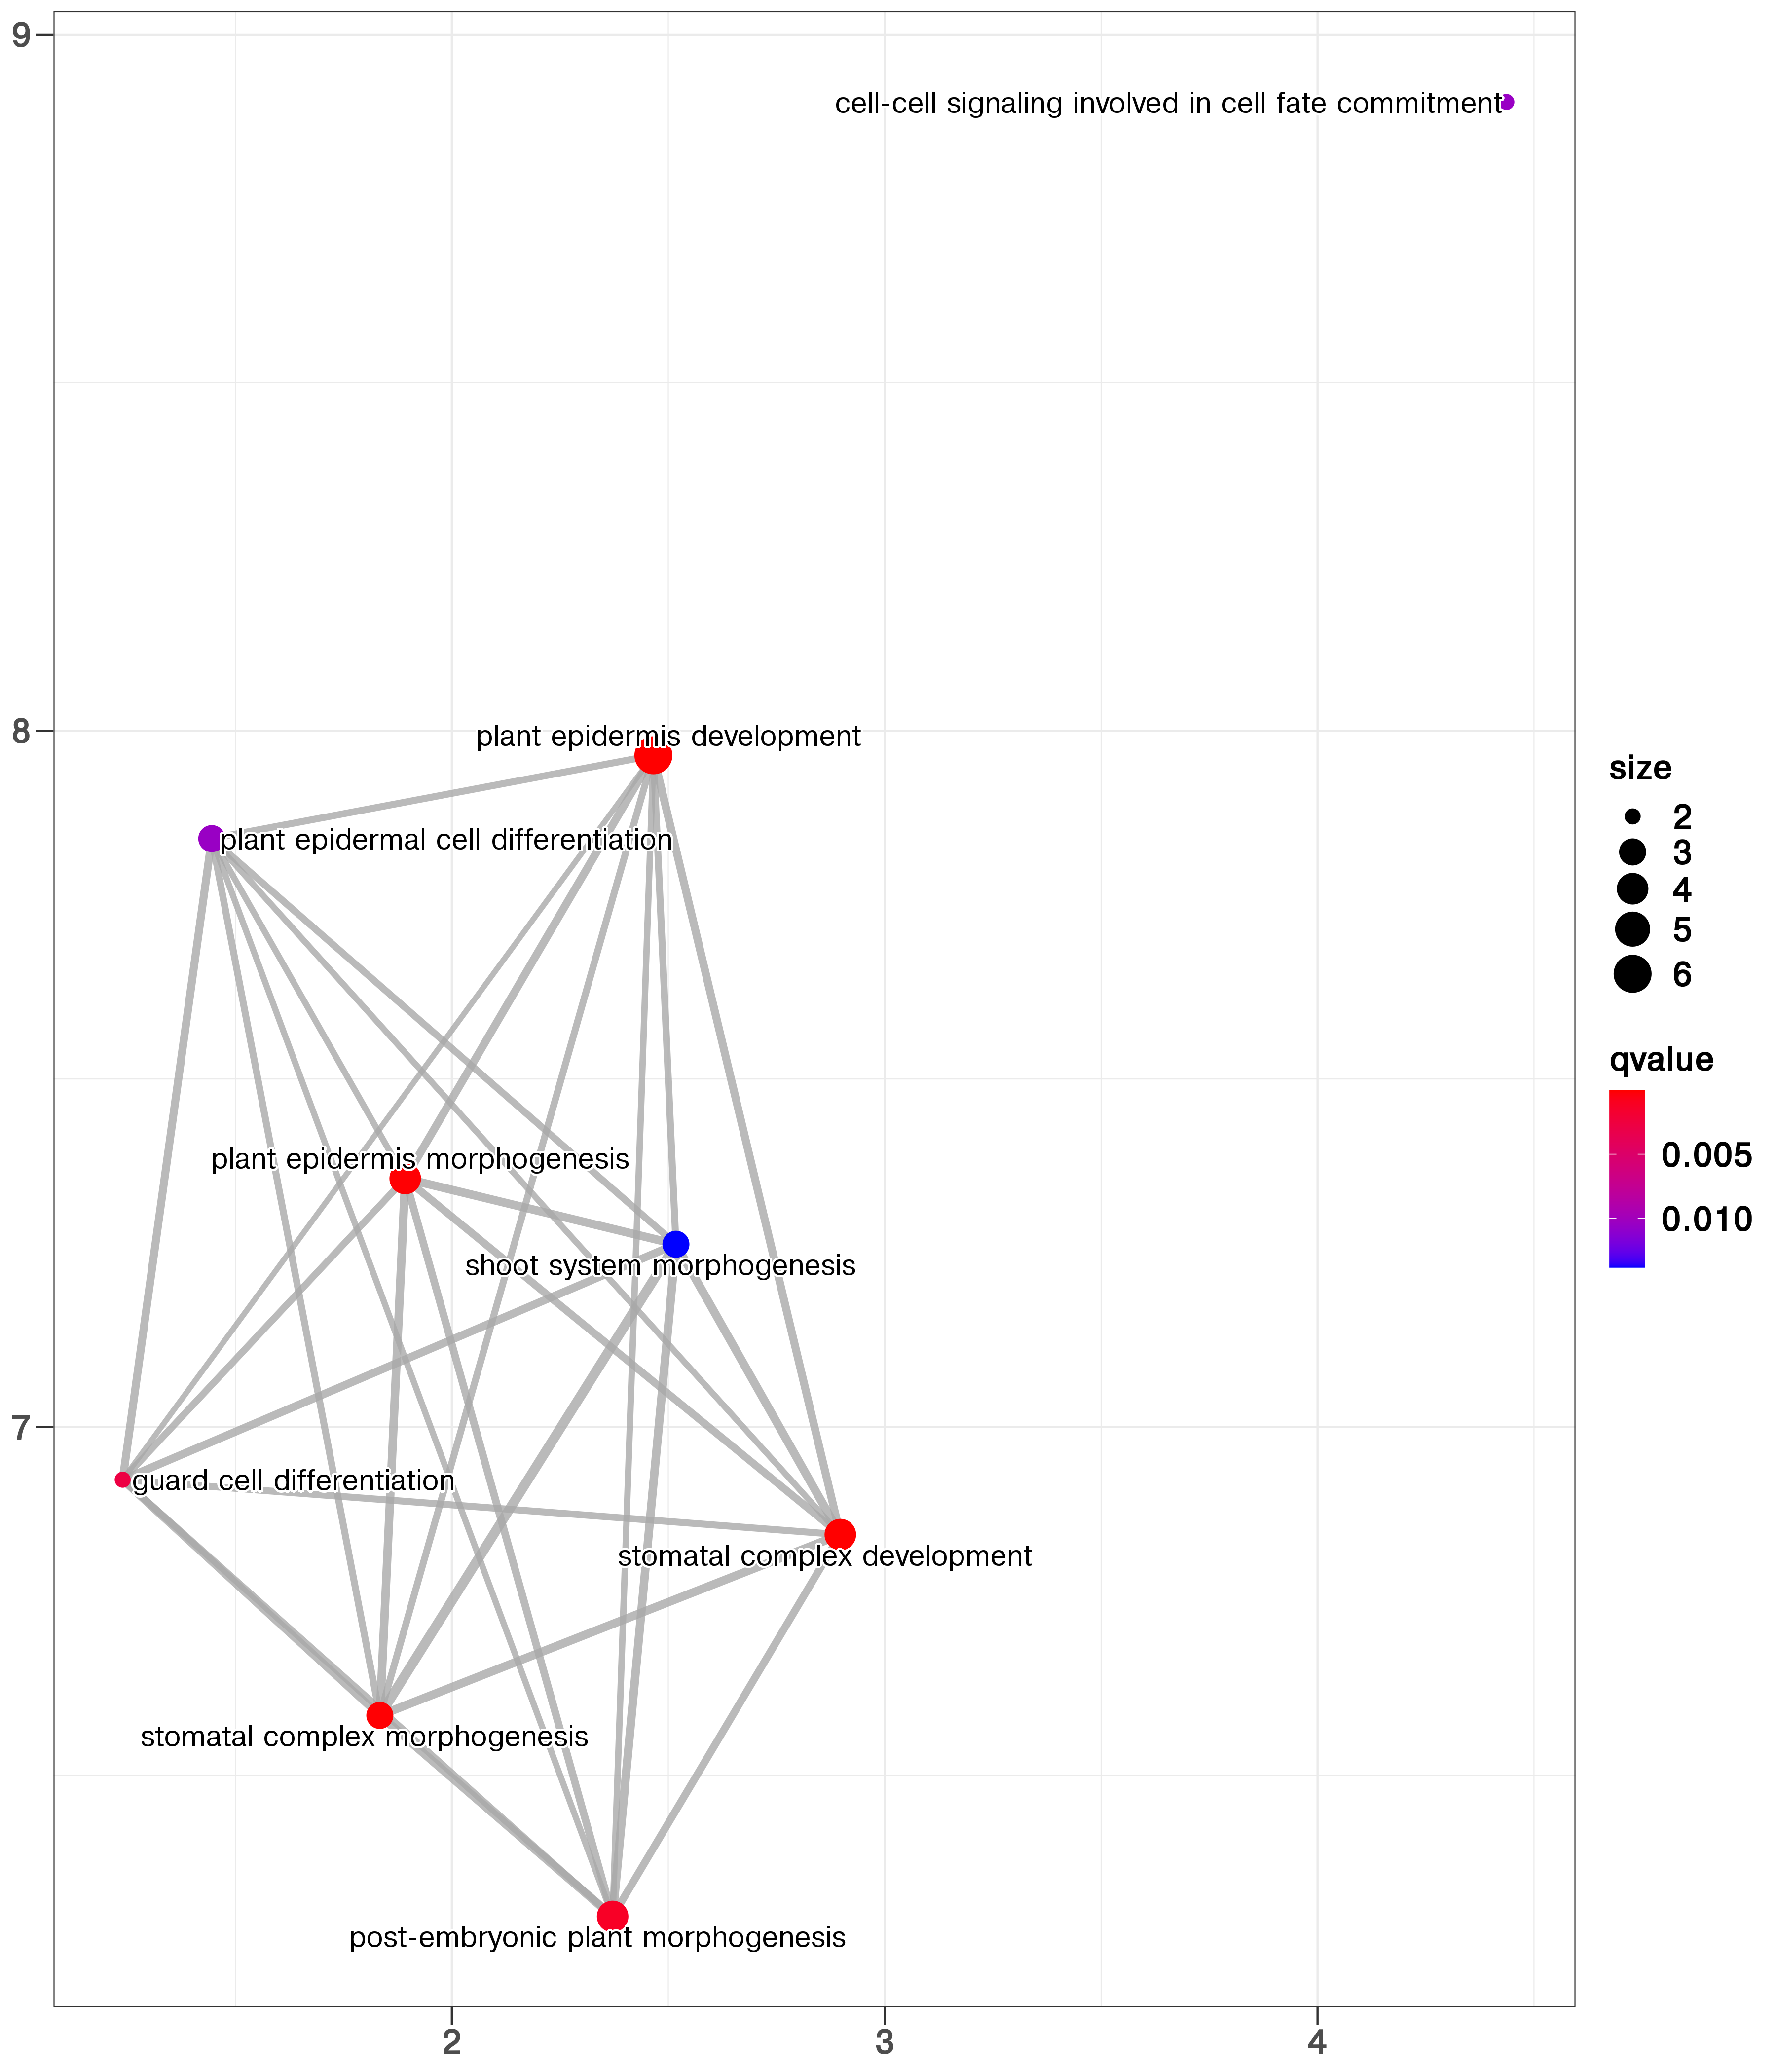 9
cell-cell signaling involved in cell fate commitment
8
plant epidermis development
plant epidermal cell differentiation
plant epidermis morphogenesis
shoot system morphogenesis
7
guard cell differentiation
stomatal complex development
stomatal complex morphogenesis
post-embryonic plant morphogenesis
2
3
4
size
2
3
4
5
6
qvalue
0.005
0.010